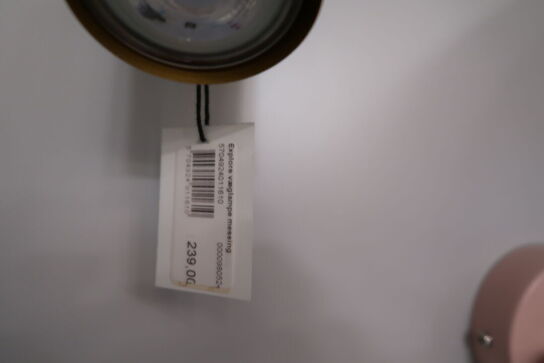 Explore væglampe messing
5704924011610
239.00